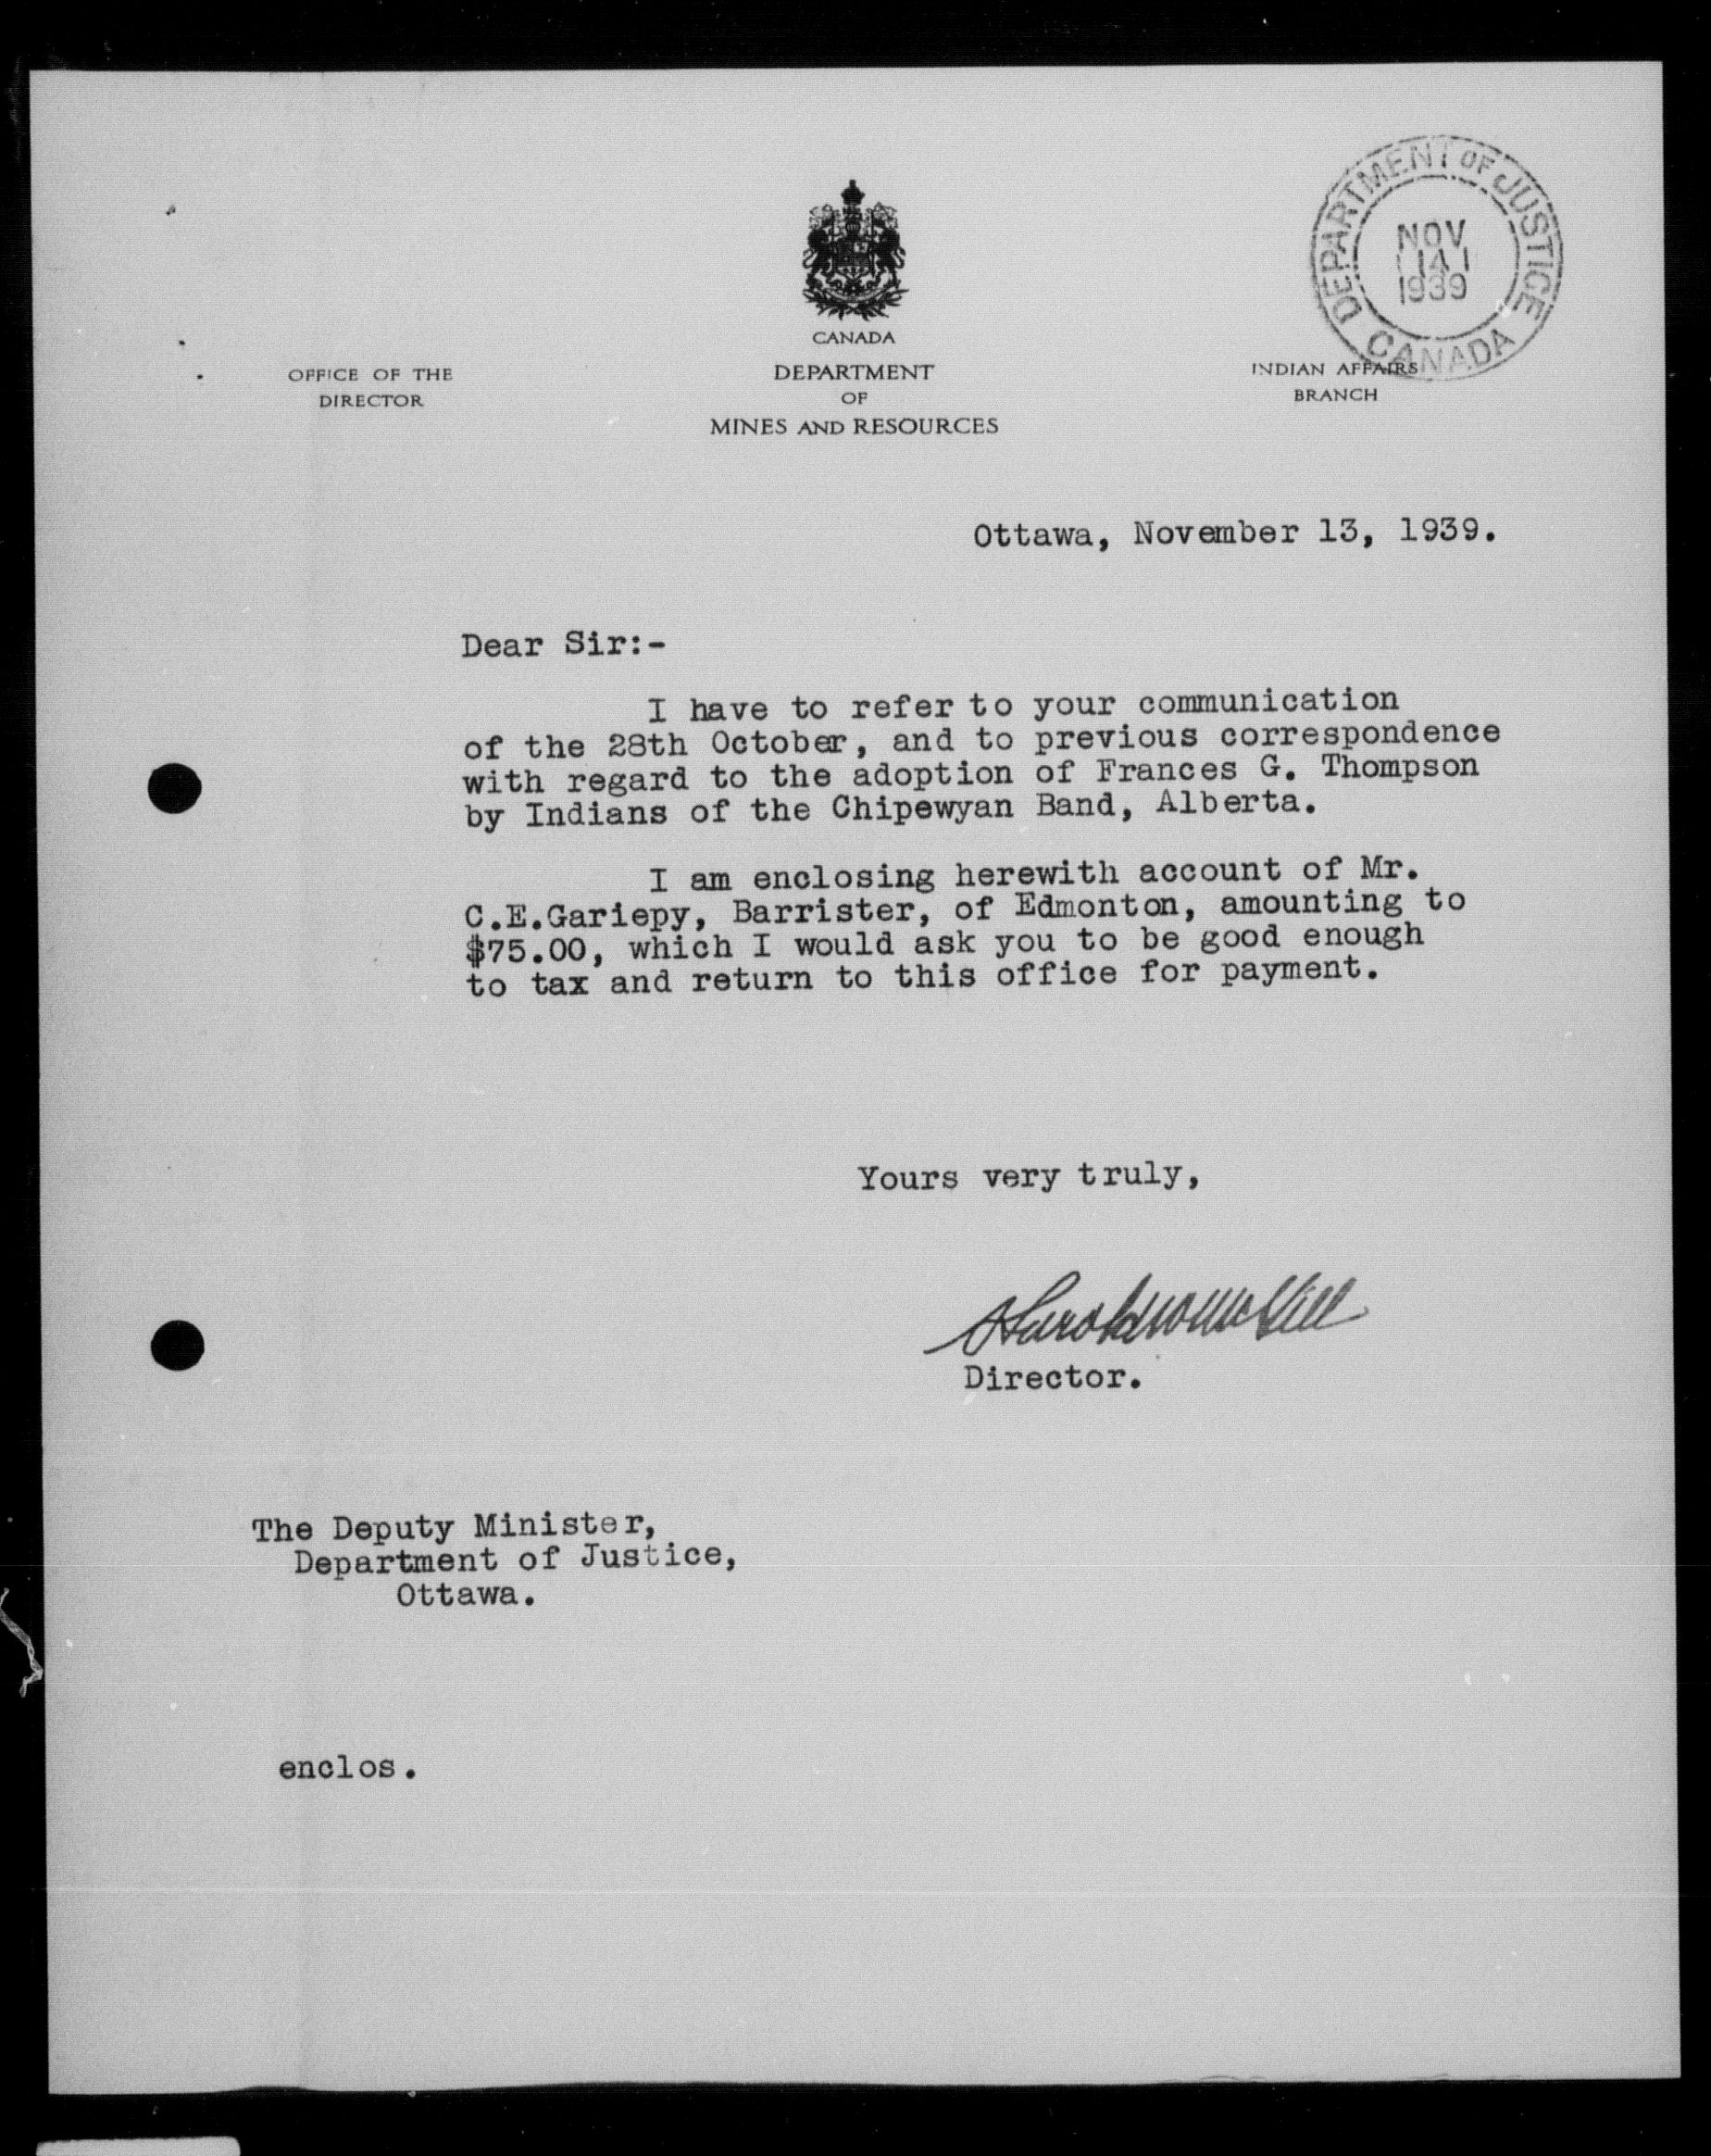 DEPARTMENT OF JUSTICE
CANADA
NOV
14
1939
CANADA
OFFICE OF THE
DIRECTOR
DEPARTMENT
OF
MINES AND RESOURCES
INDIAN AFFAIRS
BRANCH
Ottawa, November 13, 1939.
Dear Sir:-
I have to refer to your communication
of the 28th October, and to previous correspondence
with regard to the adoption of Frances G. Thompson
by Indians of the Chipewyan Band, Alberta.
I am enclosing herewith account of Mr.
C.E.Gariepy, Barrister, of Edmonton, amounting to
$75.00, which I would ask you to be good enough
to tax and return to this office for payment.
Yours very truly,
Harold W McGill
Director.
The Deputy Minister,
Department of Justice,
Ottawa.
enclos.